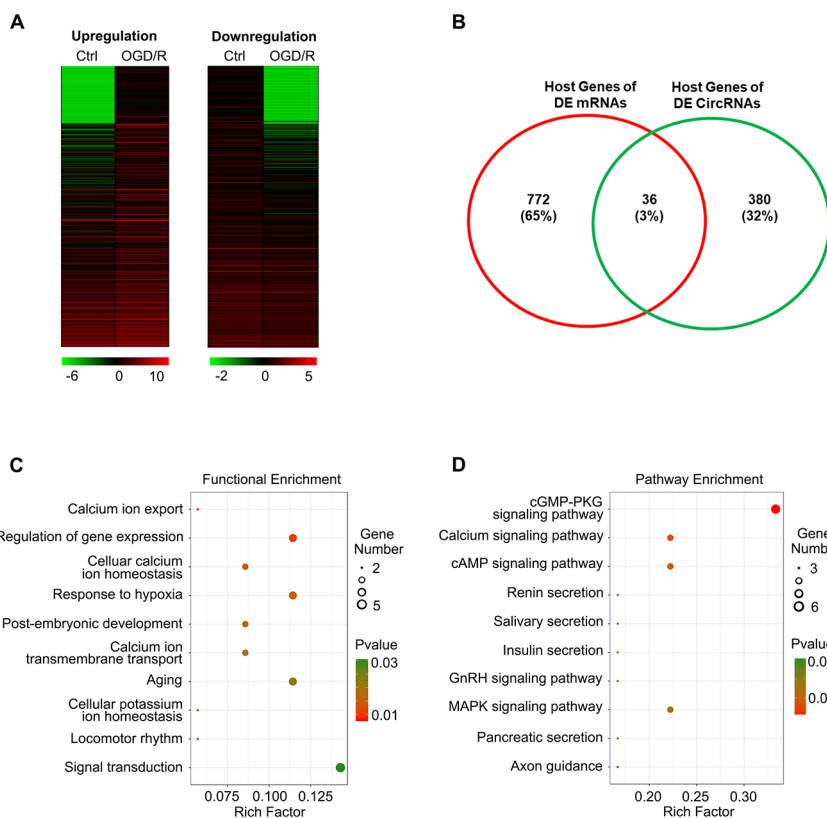 A
Upregulation
Ctrl OGD/R
-6 0 10
Downregulation
Ctrl OGD/R
-2 0 5
B
Host Genes of
DE mRNAs
Host Genes of
DE CircRNAs
772
(65%)
36
(3%)
380
(32%)
C
Functional Enrichment
Calcium ion export
Regulation of gene expression
Celluar calcium
ion homeostasis
Response to hypoxia
Post-embryonic development
Calcium ion
transmembrane transport
Aging
Cellular potassium
ion homeostasis
Locomotor rhythm
Signal transduction
0.075 0.100 0.125
Rich Factor
Gene
Number
2
5
Pvalue
0.03
0.01
D
Pathway Enrichment
cGMP-PKG
signaling pathway
Calcium signaling pathway
cAMP signaling pathway
Renin secretion
Salivary secretion
Insulin secretion
GnRH signaling pathway
MAPK signaling pathway
Pancreatic secretion
Axon guidance
0.20 0.25 0.30
Rich Factor
3
6